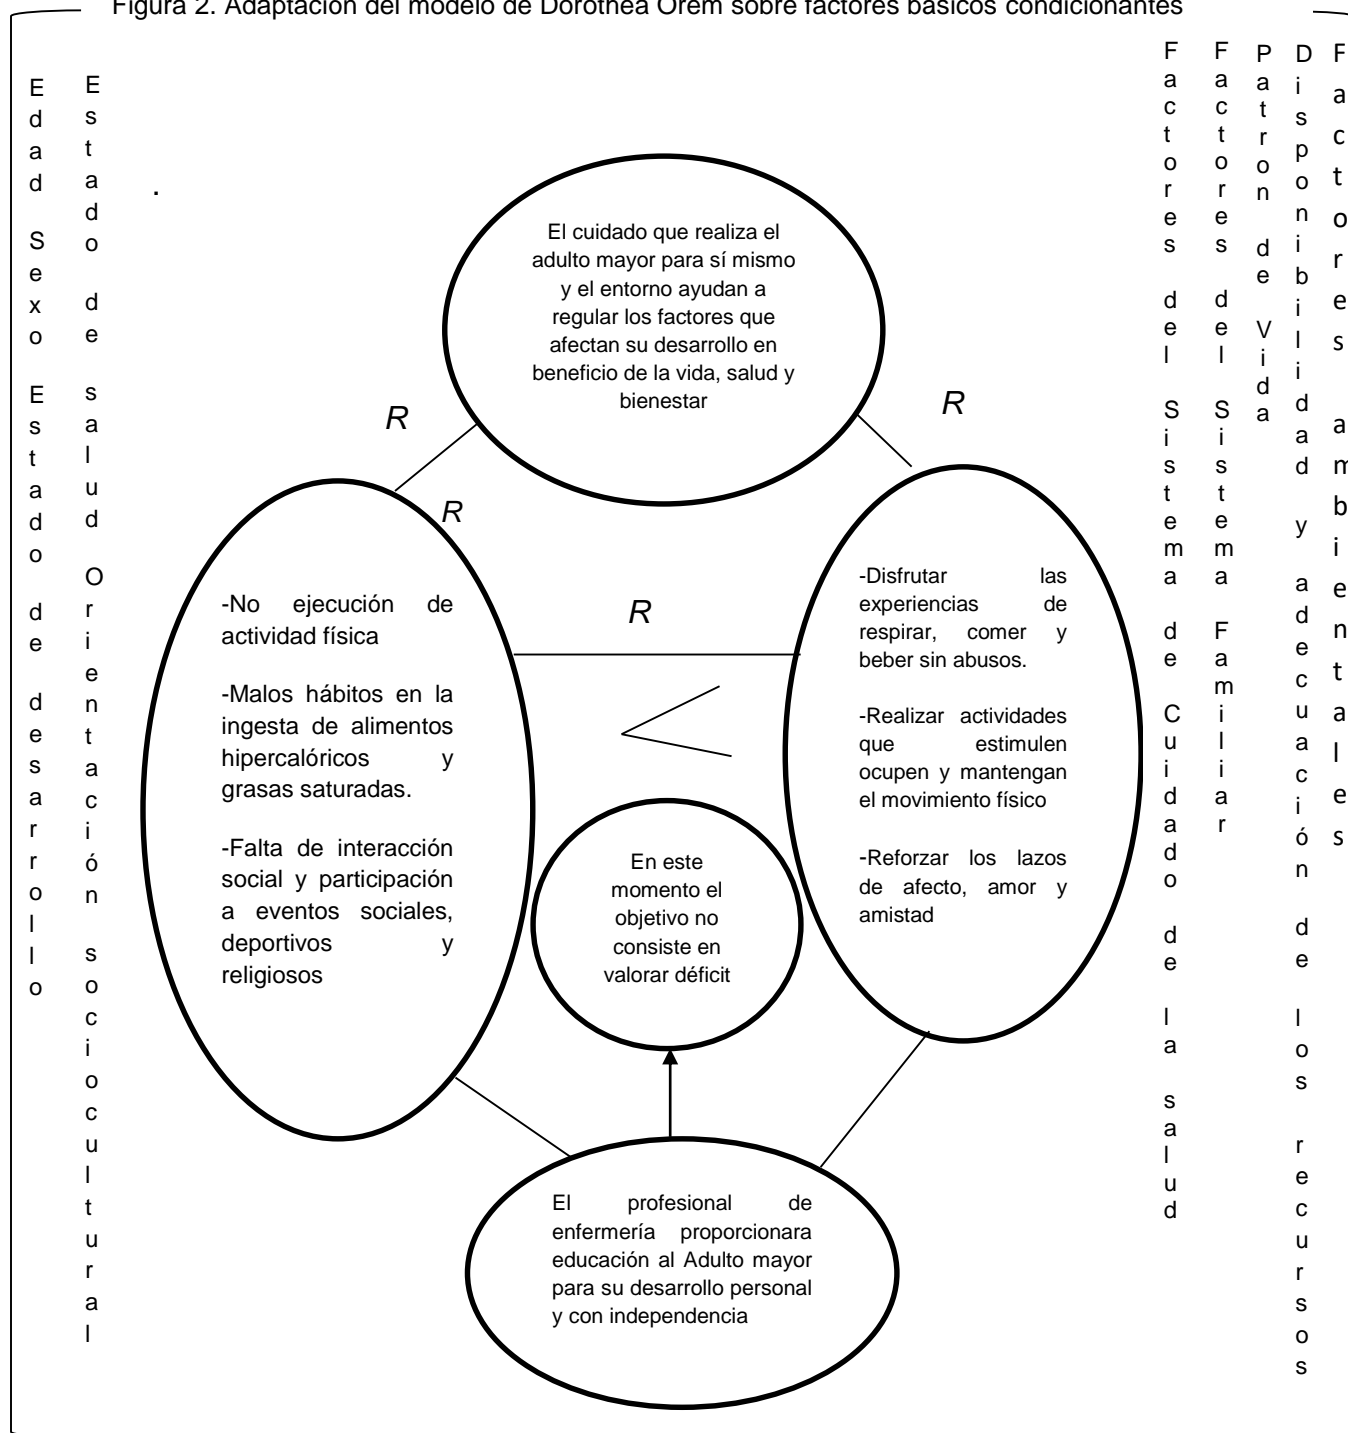 Figura 2. Adaptación del modelo de Dorothea Orem sobre factores básicos condicionantes
Edad Sexo Estado de desarrollo
Estado de salud Orientación sociocultural
.
El cuidado que realiza el
adulto mayor para sí mismo
y el entorno ayudan a
regular los factores que
afectan su desarrollo en
beneficio de la vida, salud y
bienestar
R
R
R
R
-No ejecución de
actividad física
-Malos hábitos en la
ingesta de alimentos
hipercalóricos y
grasas saturadas.
-Falta de interacción
social y participación
a eventos sociales,
deportivos y
religiosos
-Disfrutar las
experiencias de
respirar, comer y
beber sin abusos.
-Realizar actividades
que estimulen
ocupen y mantengan
el movimiento físico
-Reforzar los lazos
de afecto, amor y
amistad
En este
momento el
objetivo no
consiste en
valorar déficit
El profesional de
enfermería proporcionara
educación al Adulto mayor
para su desarrollo personal
y con independencia
Factores del Sistema de Cuidado de la salud
Factores del Sistema Familiar
Patron de Vida
Disponibilidad y adecuación de los recursos
Factores ambientales